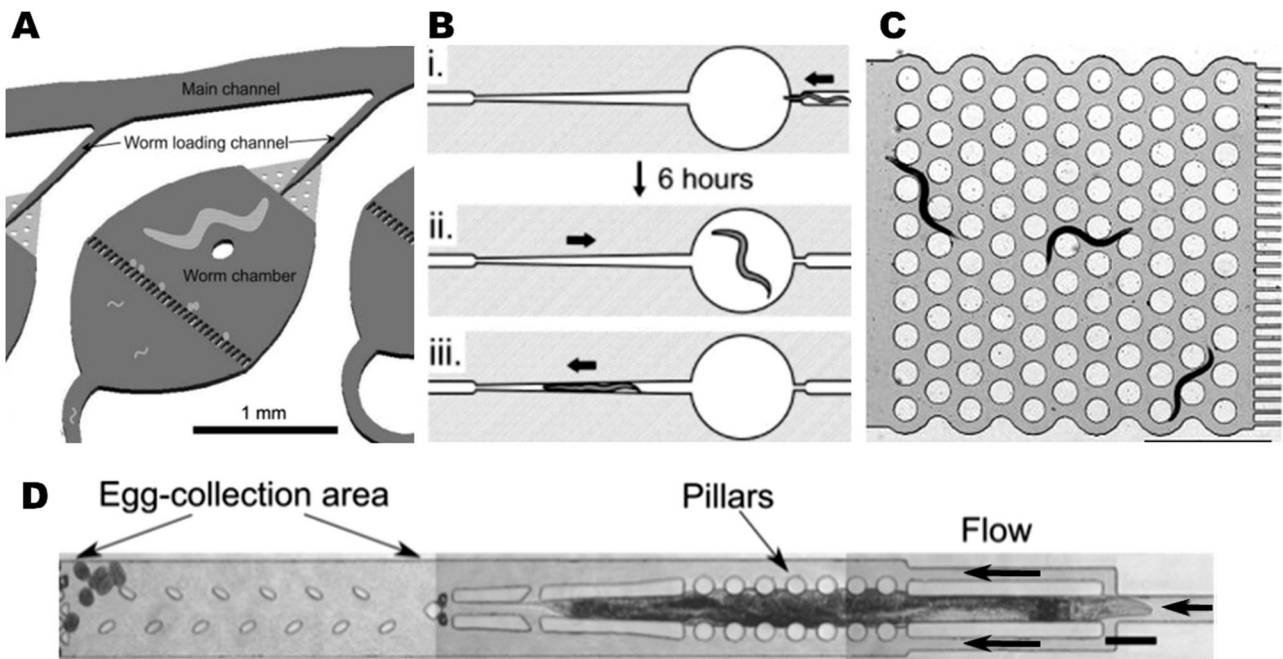 A
Main channel
Worm loading channel
Worm chamber
1 mm
B
i.
6 hours
ii.
iii.
C
D
Egg-collection area
Pillars
Flow